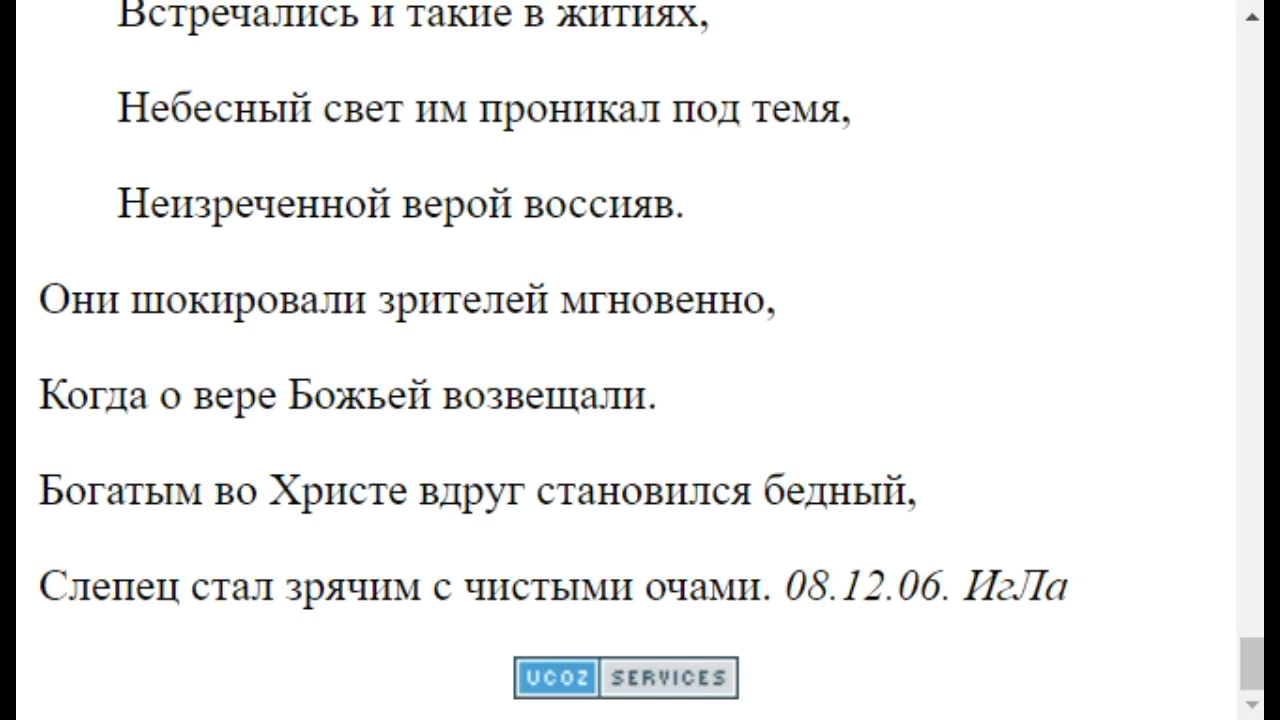 Встречались и такие в житиях,
Небесный свет им проникал под темя,
Неизреченной верой воссияв.
Они шокировали зрителей мгновенно,
Когда о вере Божьей возвещали.
Богатым во Христе вдруг становился бедный,
Слепец стал зрячим с чистыми очами. 08.12.06. ИгЛа
UCOZ SERVICES